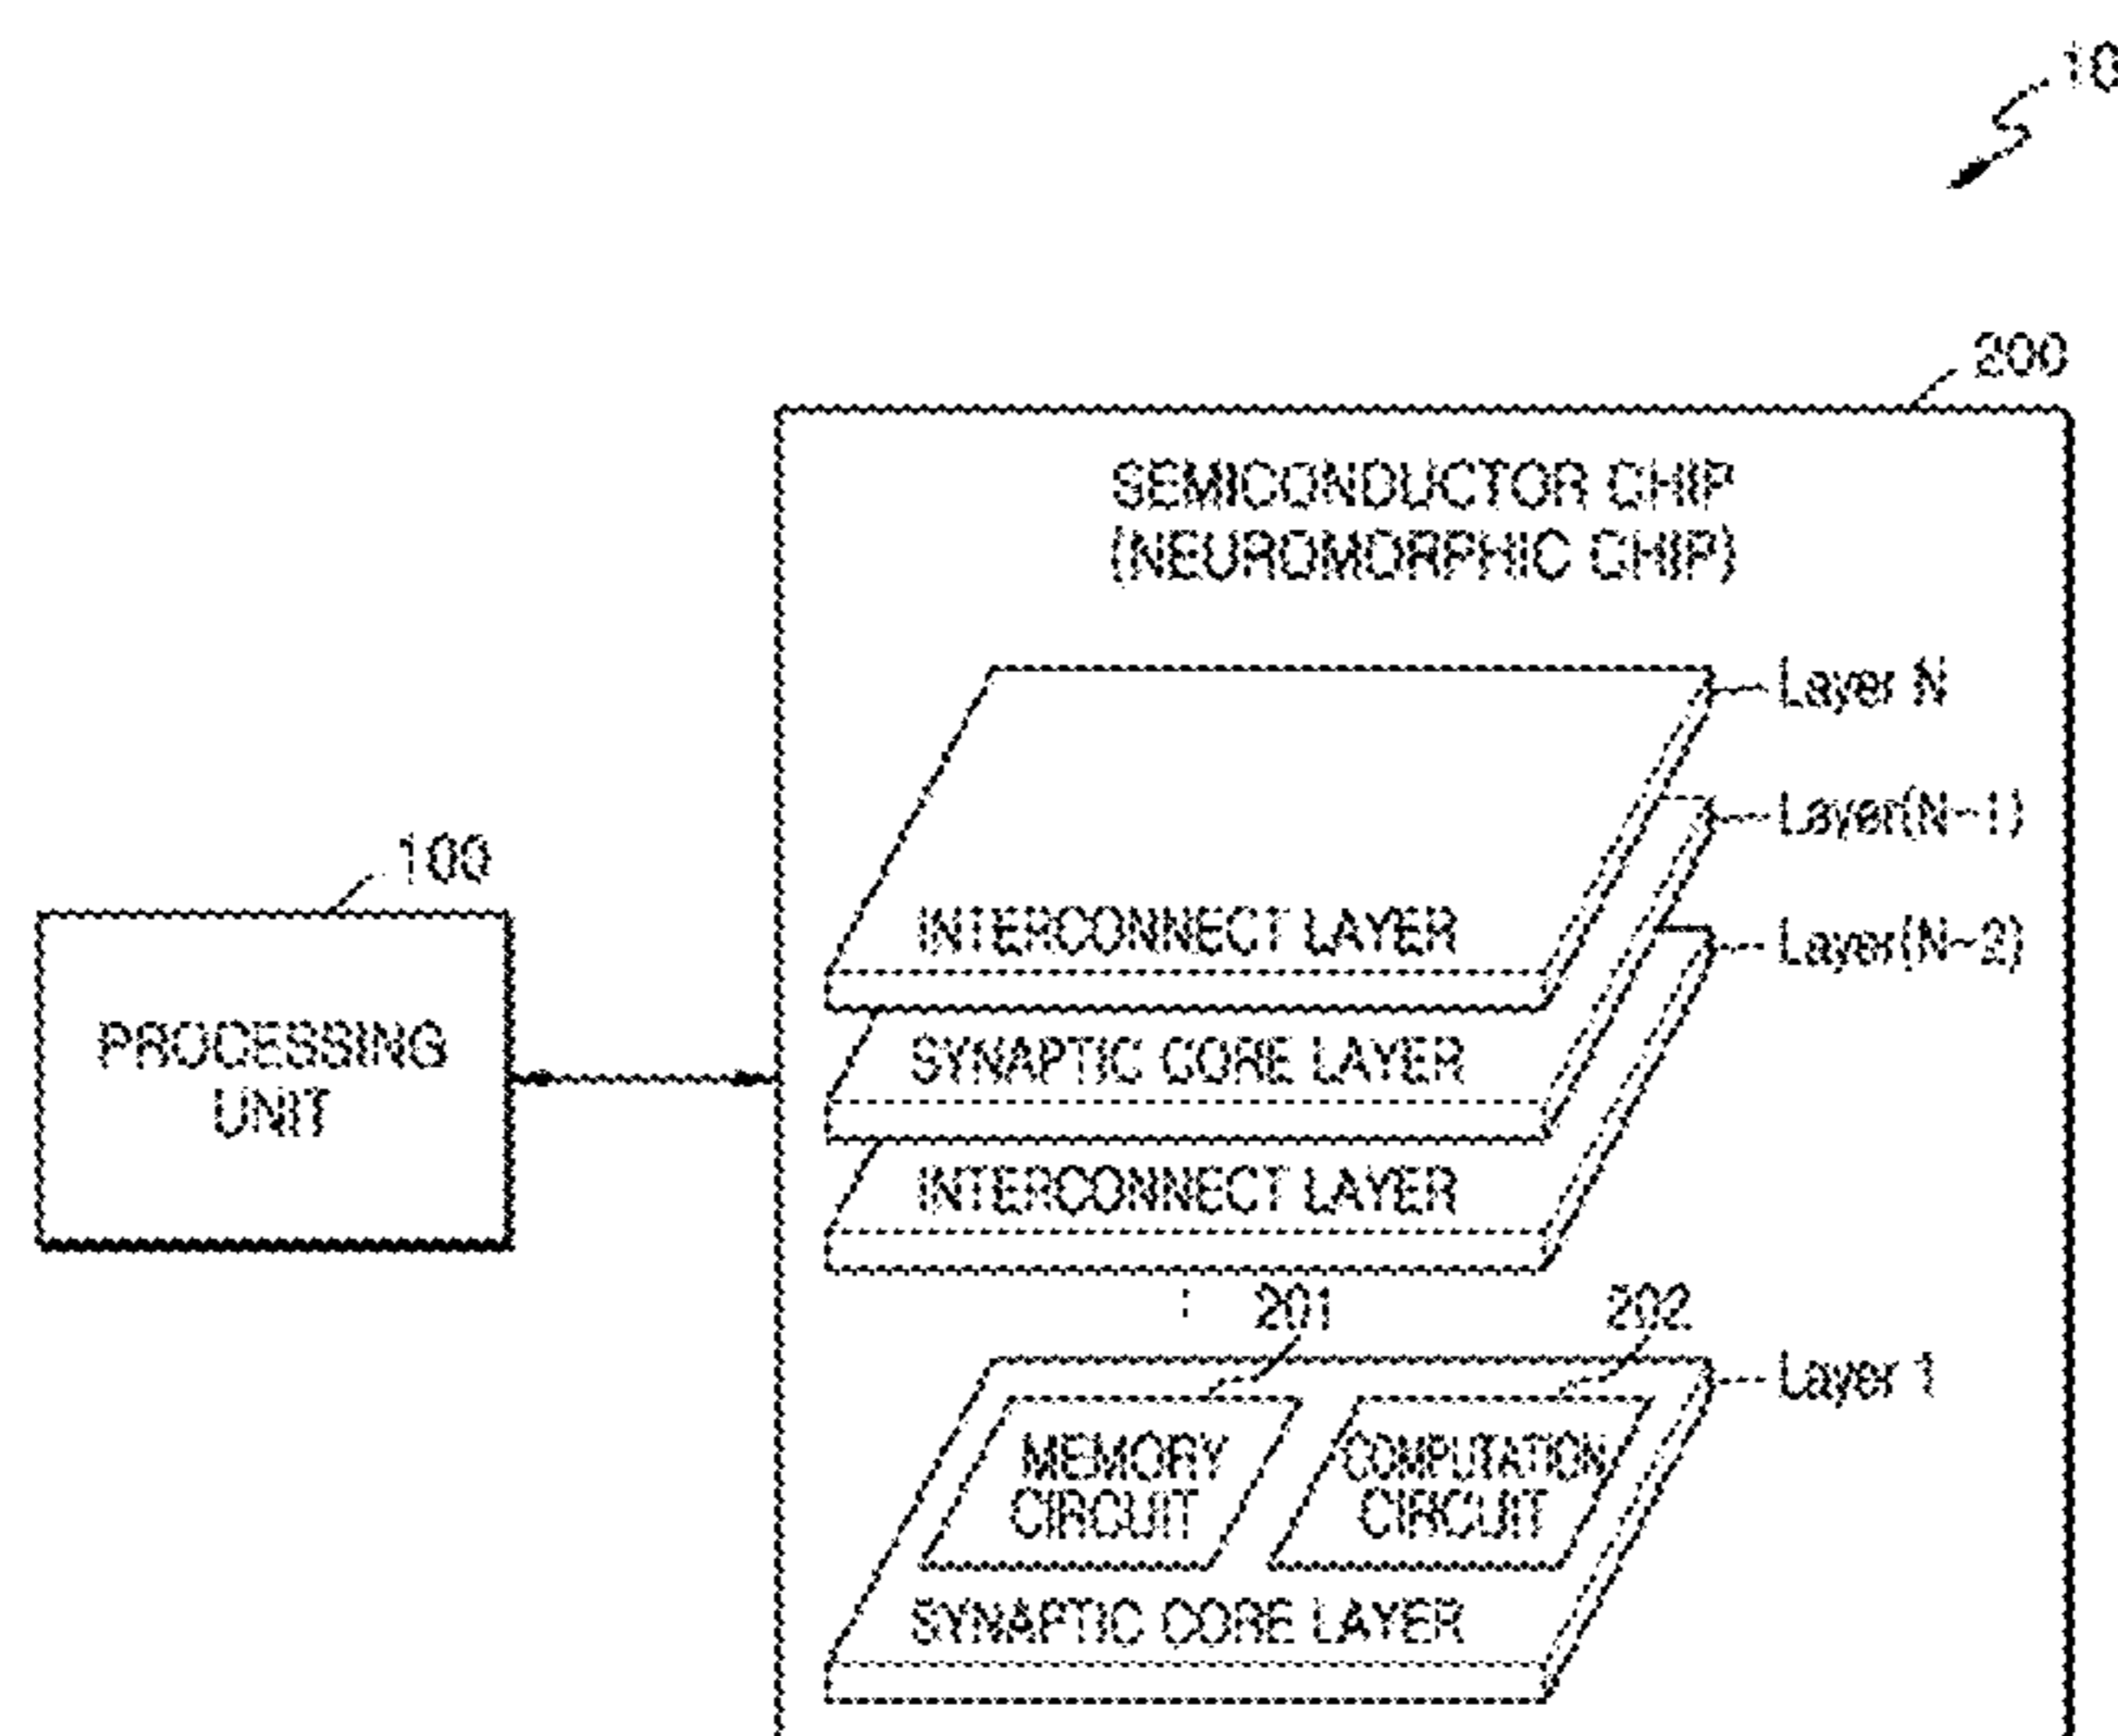 10
200
SEMICONDUCTOR CHIP
(NEUROMORPHIC CHIP)
Layer N
Layer(N-1)
100
INTERCONNECT LAYER
Layer(N-2)
PROCESSING
UNIT
SYNAPTIC CORE LAYER
INTERCONNECT LAYER
201
202
Layer 1
MEMORY
CIRCUIT
COMPUTATION
CIRCUIT
SYNAPTIC CORE LAYER